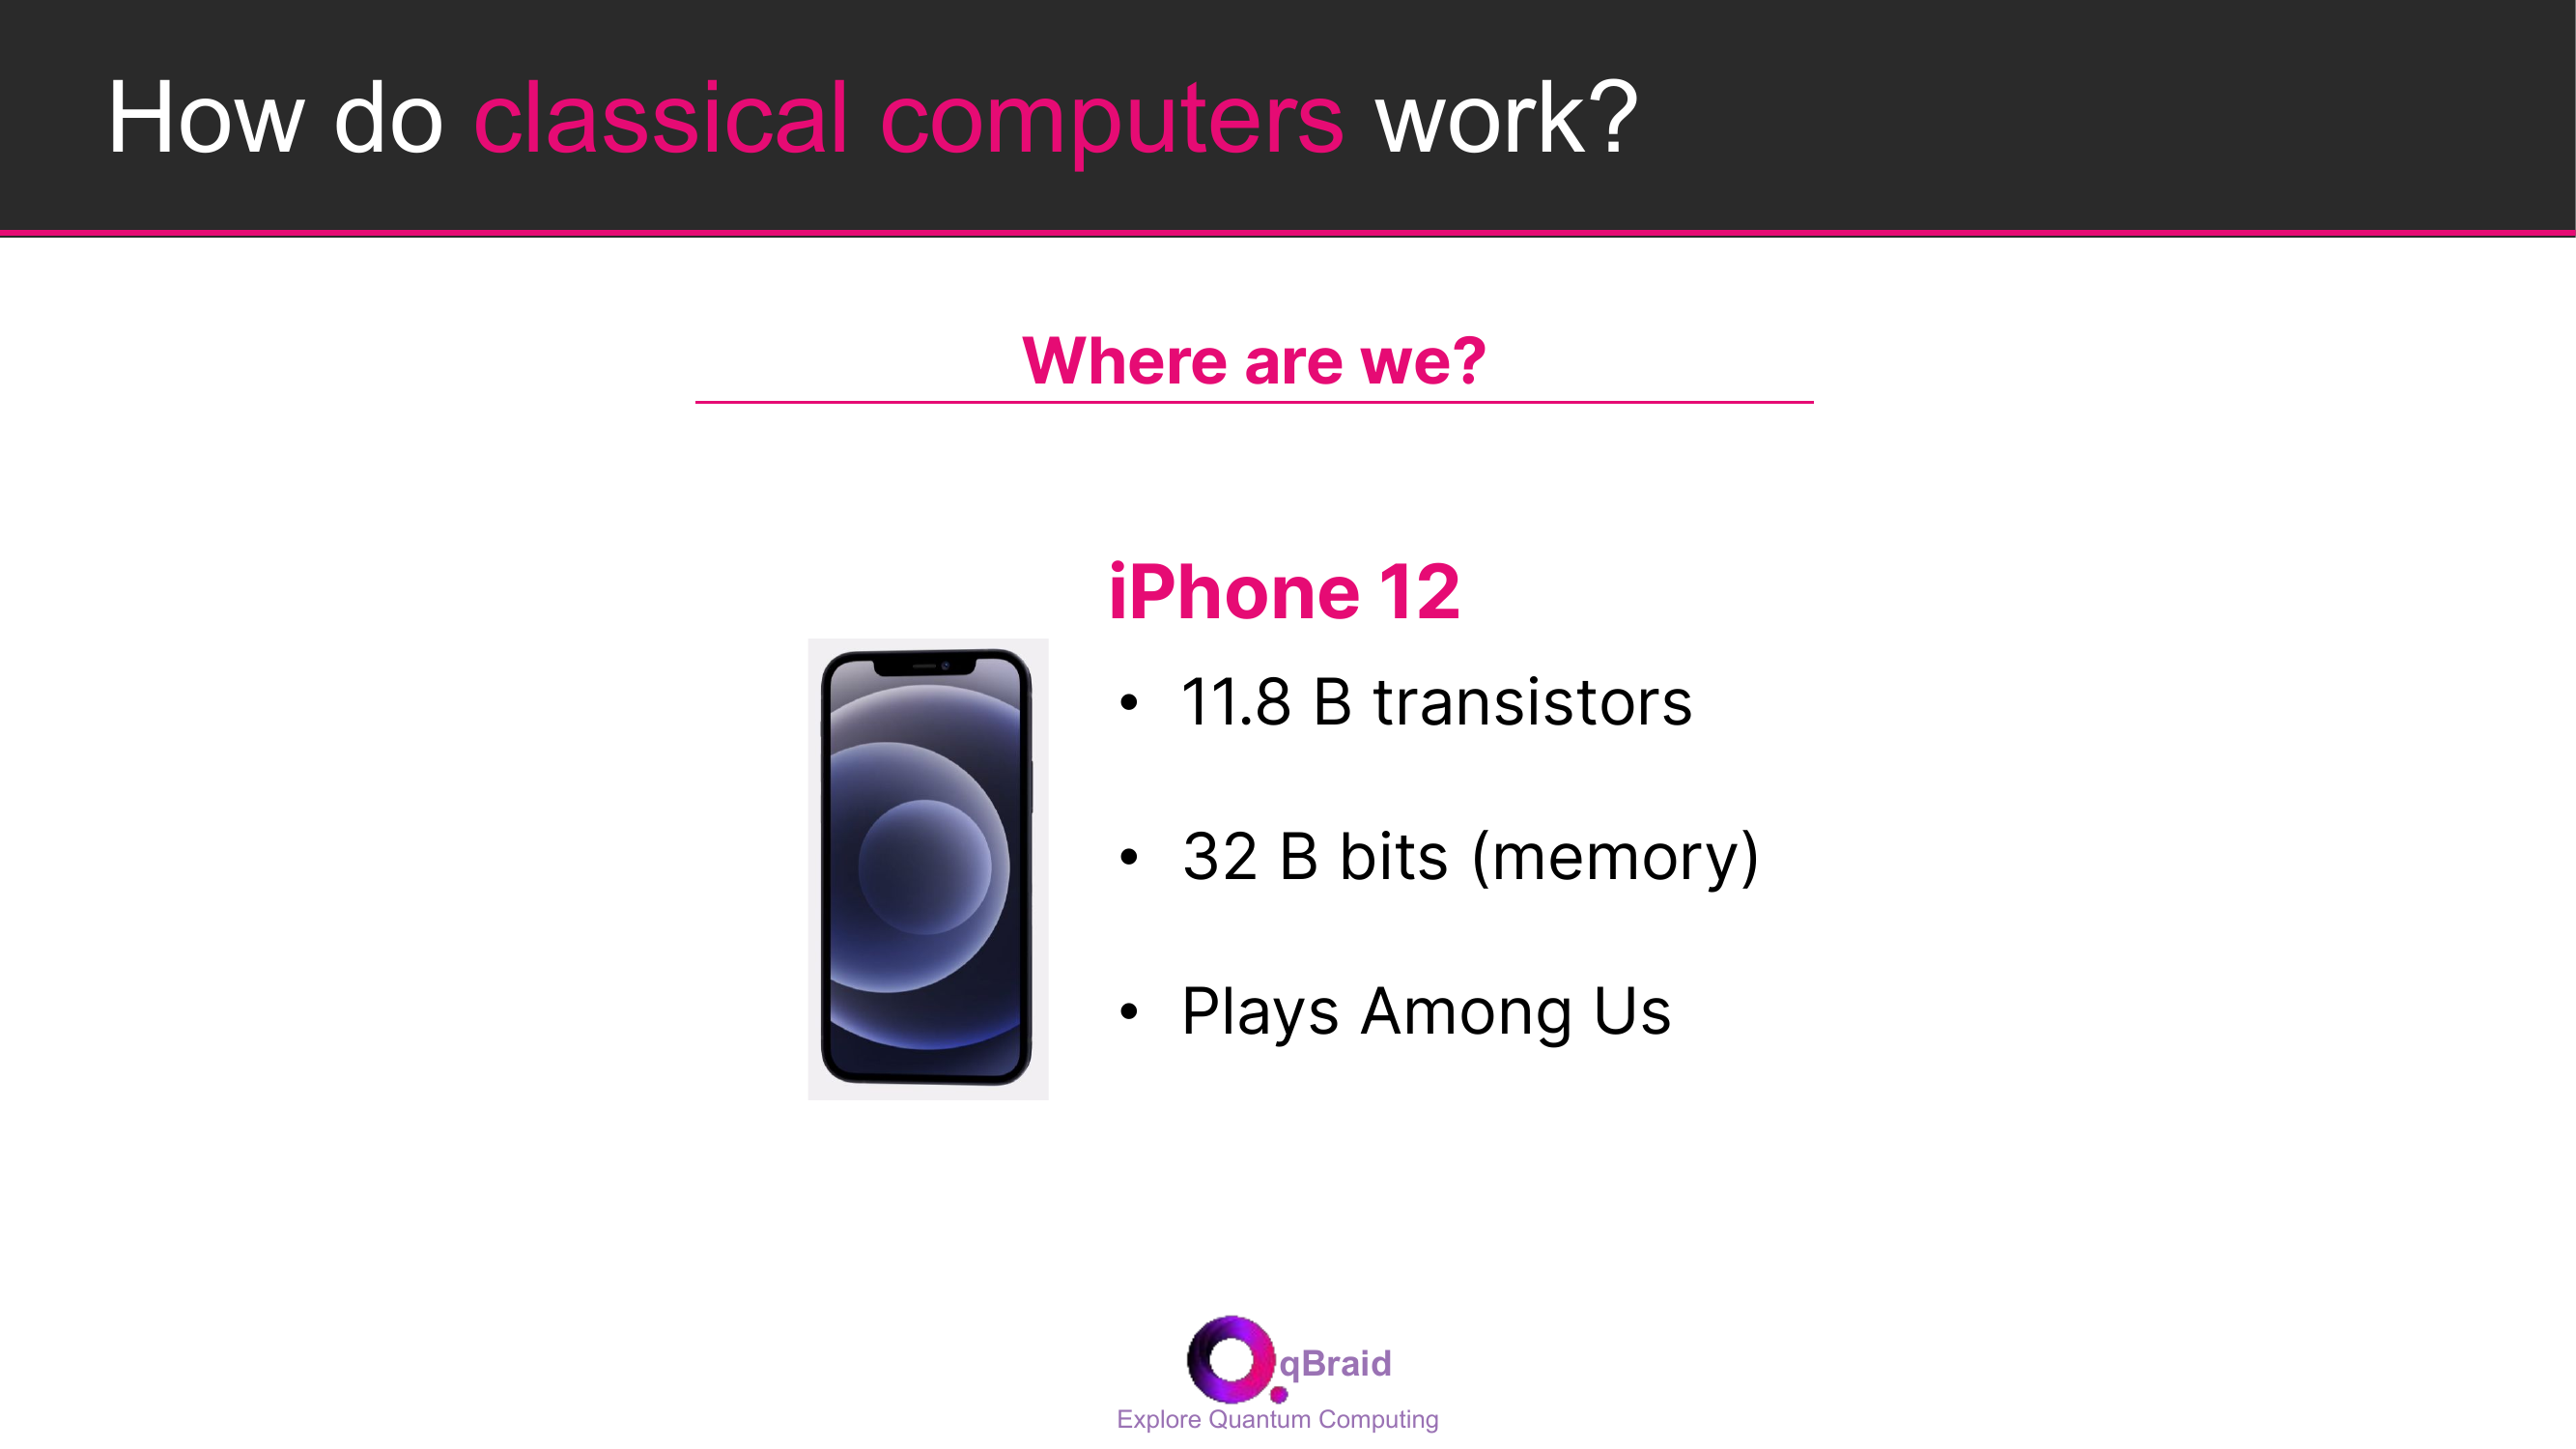 How do classical computers work?
Where are we?
iPhone 12
• 11.8 B transistors
• 32 B bits (memory)
• Plays Among Us
qBraid
Explore Quantum Computing